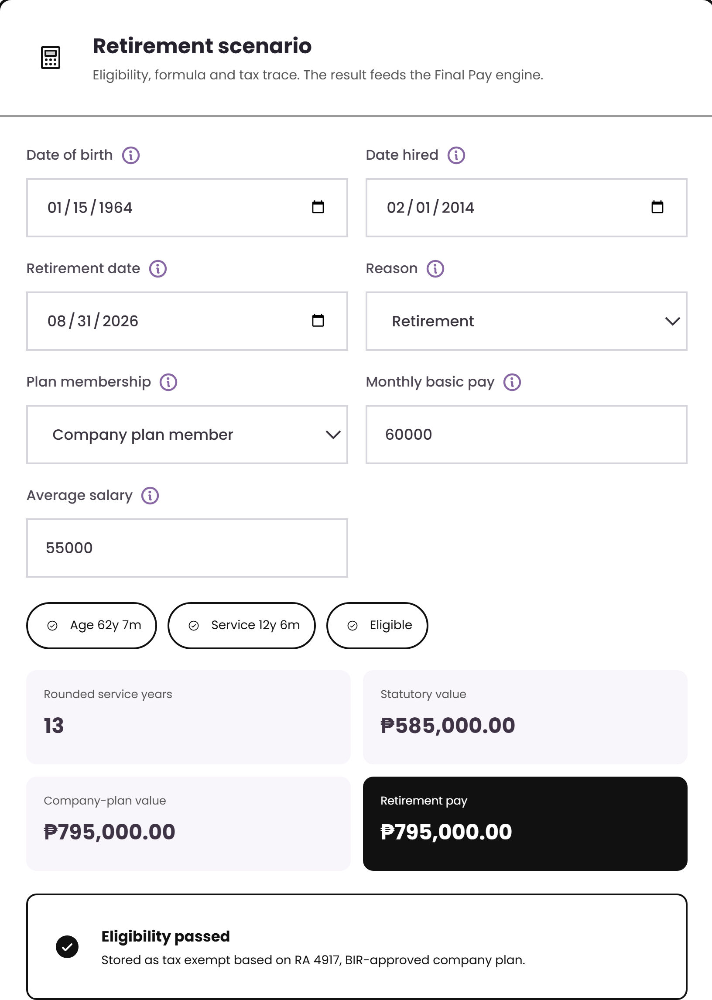 Retirement scenario
Eligibility, formula and tax trace. The result feeds the Final Pay engine.
Date of birth
Date hired
01/15/1964
02/01/2014
Retirement date
Reason
08/31/2026
Retirement
Plan membership
Monthly basic pay
Company plan member
60000
Average salary
55000
Age 62y 7m
Service 12y 6m
Eligible
Rounded service years
Statutory value
13
₱585,000.00
Company-plan value
Retirement pay
₱795,000.00
₱795,000.00
Eligibility passed
Stored as tax exempt based on RA 4917, BIR-approved company plan.